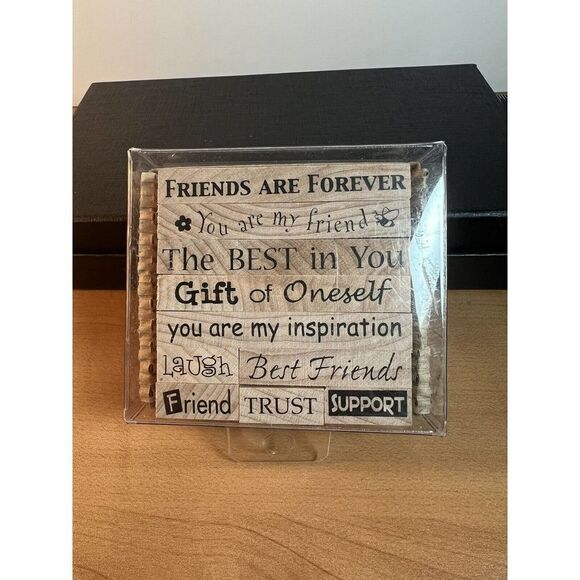 FRIENDS ARE FOREVER
You are my friend
The BEST in You
Gift of Oneself
you are my inspiration
Laugh Best Friends
Friend TRUST SUPPORT